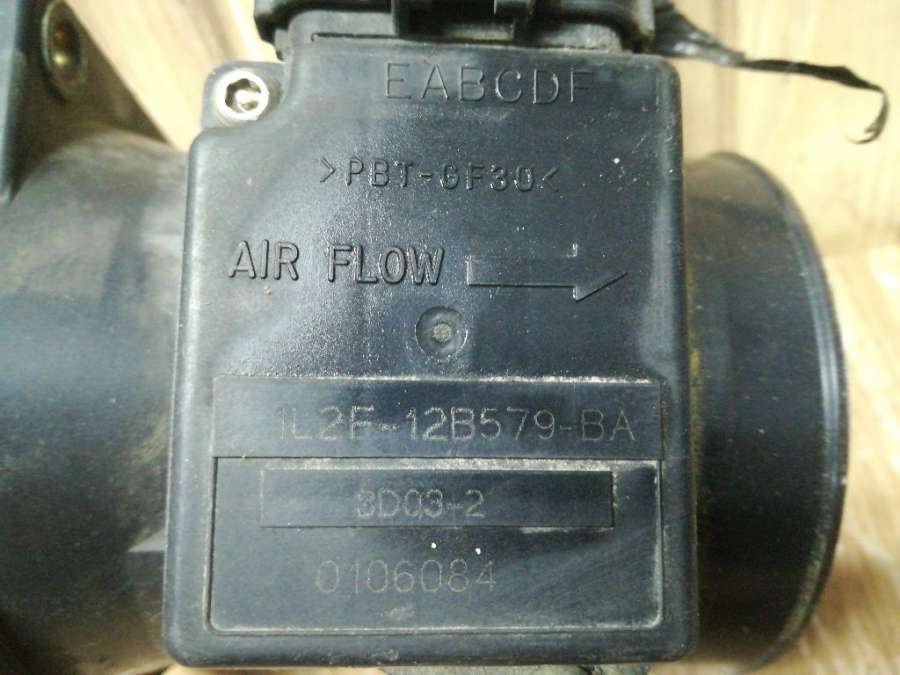 EABCDF
>PBT-GF30<
AIR FLOW
1L2F-12B579-BA
3D03-2
0106084